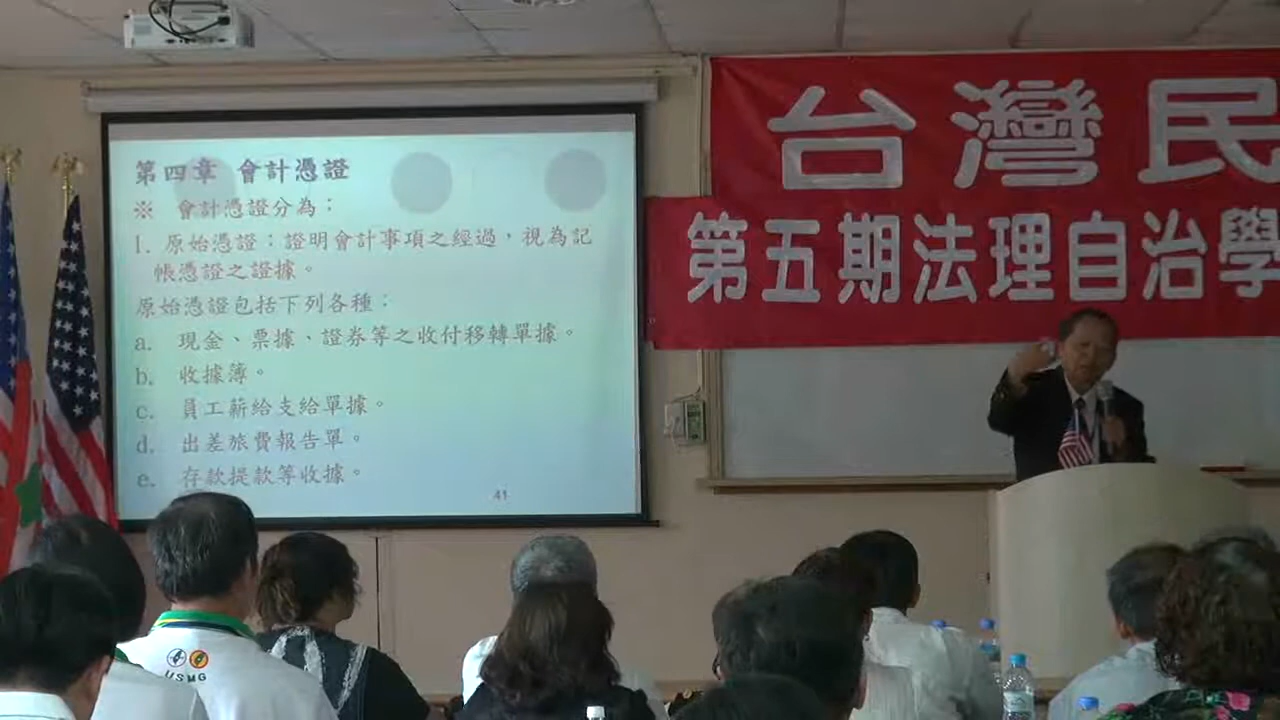 第四章 會計憑證
※ 會計憑證分為：
1. 原始憑證：證明會計事項之經過，視為記
帳憑證之證據。
原始憑證包括下列各種：
a. 現金、票據、證券等之收付移轉單據。
b. 收據簿。
c. 員工薪給支給單據。
d. 出差旅費報告單。
e. 存款提款等收據。
41
台灣民
第五期法理自治學
USMG